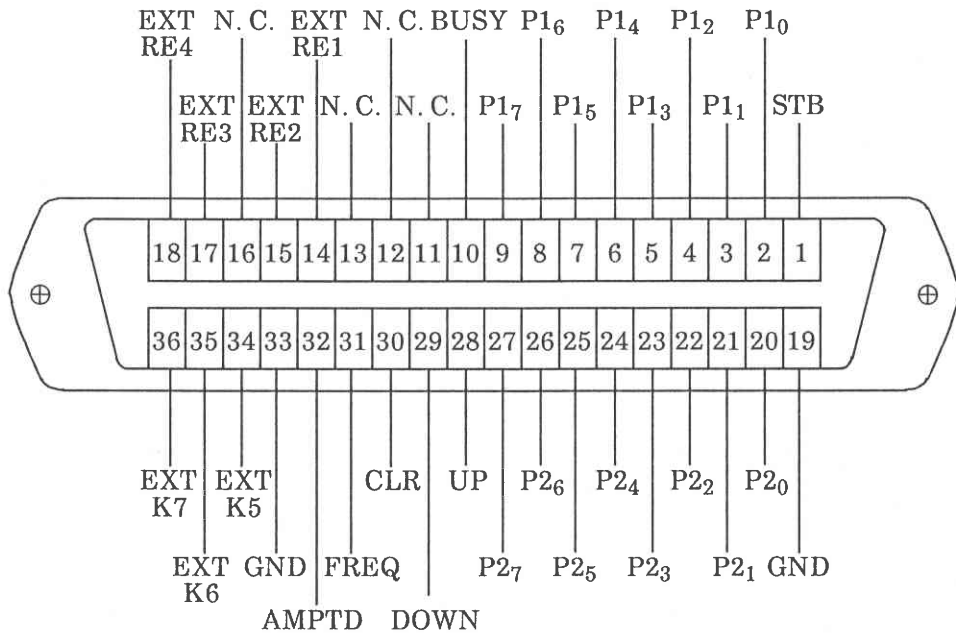 EXT N. C. EXT N. C. BUSY P1₆ P1₄ P1₂ P1₀
RE4 RE1
EXT EXT N. C. N. C. P1₇ P1₅ P1₃ P1₁ STB
RE3 RE2
18 17 16 15 14 13 12 11 10 9 8 7 6 5 4 3 2 1
36 35 34 33 32 31 30 29 28 27 26 25 24 23 22 21 20 19
EXT EXT CLR UP P2₆ P2₄ P2₂ P2₀
K7 K5
EXT GND FREQ P2₇ P2₅ P2₃ P2₁ GND
K6
AMPTD DOWN